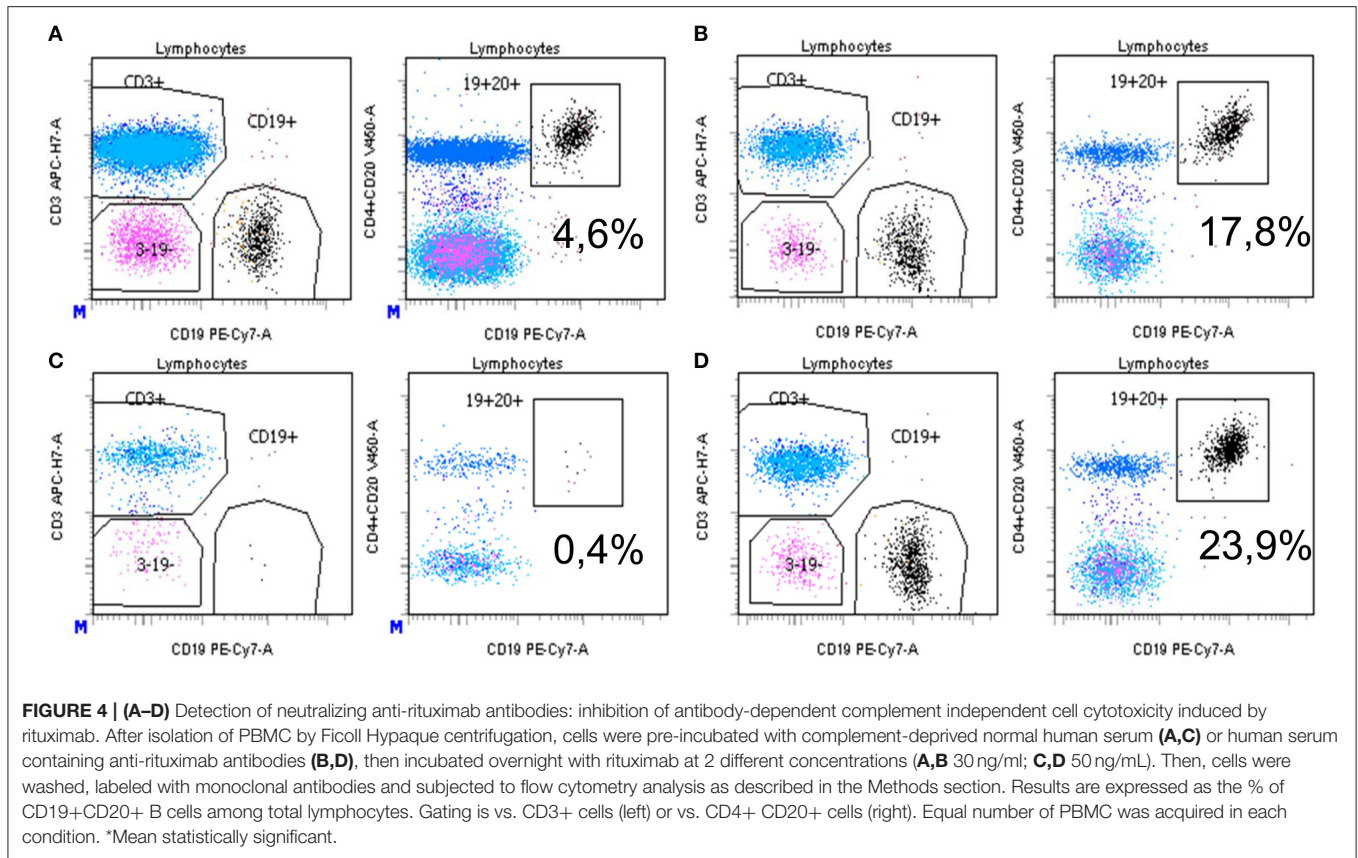 A
Lymphocytes
CD3+
CD19+
3-19-
CD3 APC-H7-A
CD19 PE-Cy7-A
M
Lymphocytes
19+20+
4,6%
CD4+CD20 V450-A
CD19 PE-Cy7-A
B
Lymphocytes
CD3+
CD19+
3-19-
CD3 APC-H7-A
CD19 PE-Cy7-A
Lymphocytes
19+20+
17,8%
CD4+CD20 V450-A
CD19 PE-Cy7-A
C
Lymphocytes
CD3+
CD19+
3-19-
CD3 APC-H7-A
CD19 PE-Cy7-A
M
Lymphocytes
19+20+
0,4%
CD4+CD20 V450-A
CD19 PE-Cy7-A
M
D
Lymphocytes
CD3+
CD19+
3-19-
CD3 APC-H7-A
CD19 PE-Cy7-A
Lymphocytes
19+20+
23,9%
CD4+CD20 V450-A
CD19 PE-Cy7-A
FIGURE 4 | (A–D) Detection of neutralizing anti-rituximab antibodies: inhibition of antibody-dependent complement independent cell cytotoxicity induced by
rituximab. After isolation of PBMC by Ficoll Hypaque centrifugation, cells were pre-incubated with complement-deprived normal human serum (A,C) or human serum
containing anti-rituximab antibodies (B,D), then incubated overnight with rituximab at 2 different concentrations (A,B 30 ng/ml; C,D 50 ng/mL). Then, cells were
washed, labeled with monoclonal antibodies and subjected to flow cytometry analysis as described in the Methods section. Results are expressed as the % of
CD19+CD20+ B cells among total lymphocytes. Gating is vs. CD3+ cells (left) or vs. CD4+ CD20+ cells (right). Equal number of PBMC was acquired in each
condition. *Mean statistically significant.